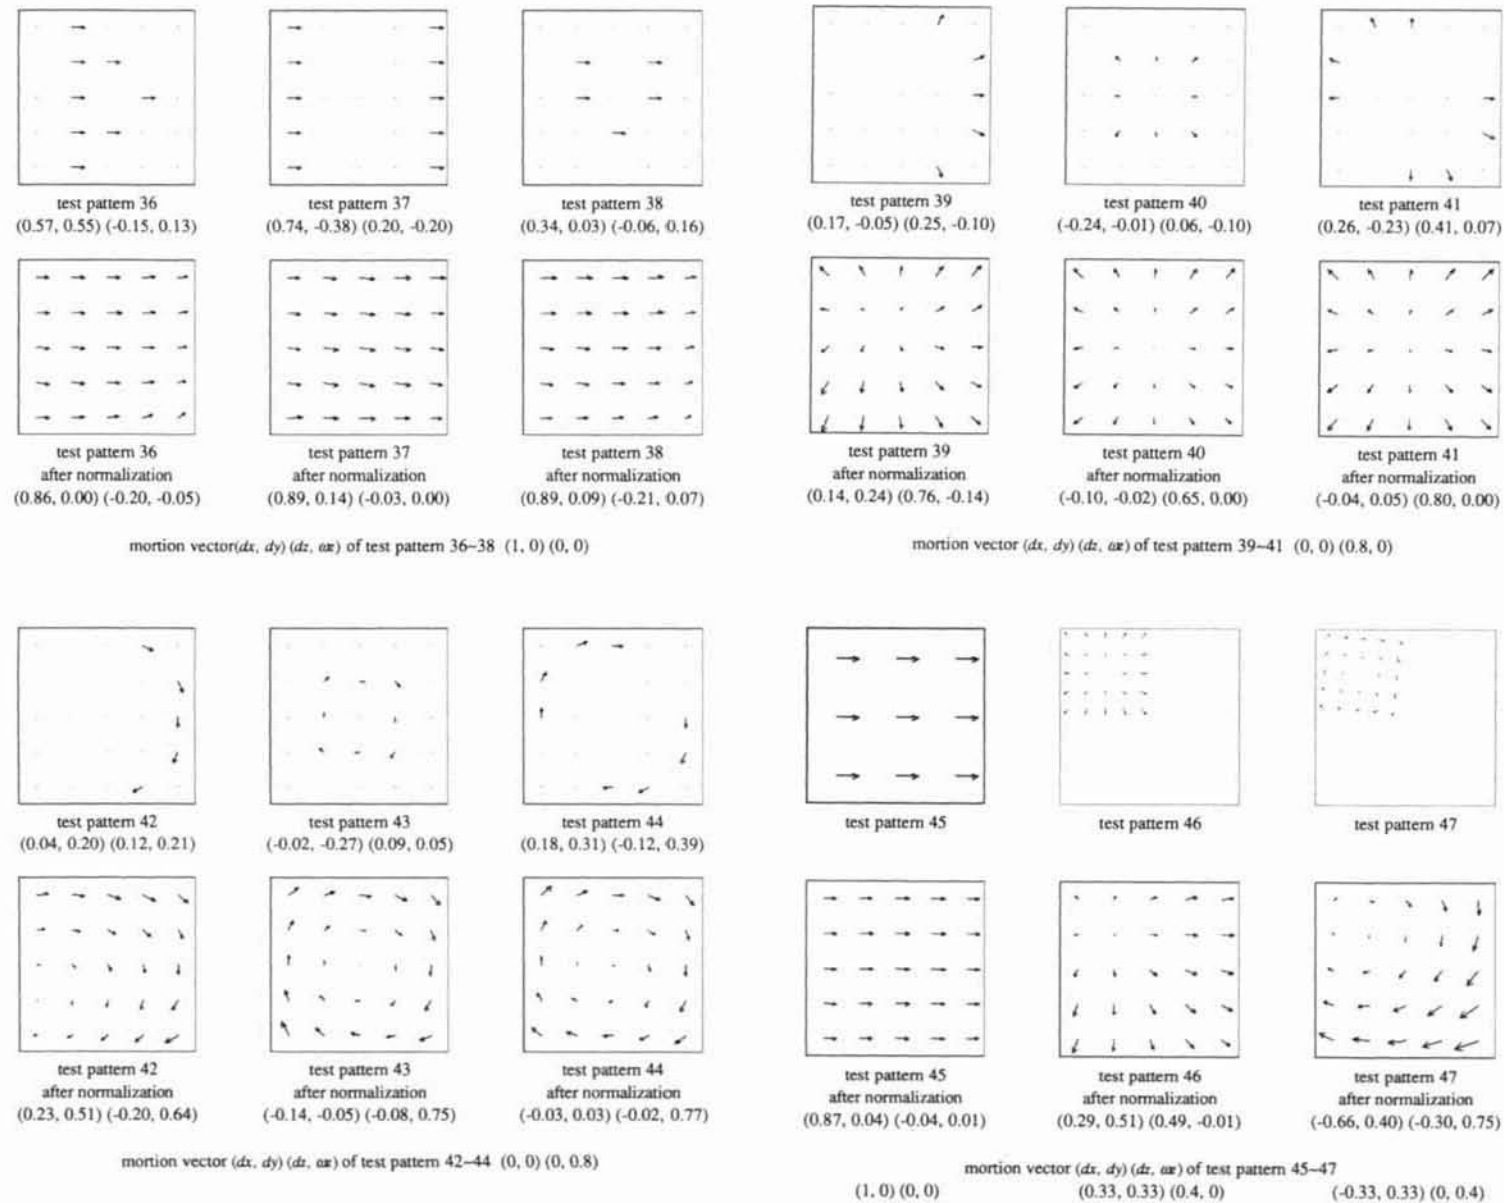 test pattern 36 test pattern 37 test pattern 38
(0.57, 0.55) (-0.15, 0.13) (0.74, -0.38) (0.20, -0.20) (0.34, 0.03) (-0.06, 0.16)
test pattern 36 test pattern 37 test pattern 38
after normalization after normalization after normalization
(0.86, 0.00) (-0.20, -0.05) (0.89, 0.14) (-0.03, 0.00) (0.89, 0.09) (-0.21, 0.07)
mortion vector(dx, dy) (dz, ωz) of test pattern 36–38 (1, 0) (0, 0)
test pattern 39 test pattern 40 test pattern 41
(0.17, -0.05) (0.25, -0.10) (-0.24, -0.01) (0.06, -0.10) (0.26, -0.23) (0.41, 0.07)
test pattern 39 test pattern 40 test pattern 41
after normalization after normalization after normalization
(0.14, 0.24) (0.76, -0.14) (-0.10, -0.02) (0.65, 0.00) (-0.04, 0.05) (0.80, 0.00)
mortion vector (dx, dy) (dz, ωz) of test pattern 39–41 (0, 0) (0.8, 0)
test pattern 42 test pattern 43 test pattern 44
(0.04, 0.20) (0.12, 0.21) (-0.02, -0.27) (0.09, 0.05) (0.18, 0.31) (-0.12, 0.39)
test pattern 42 test pattern 43 test pattern 44
after normalization after normalization after normalization
(0.23, 0.51) (-0.20, 0.64) (-0.14, -0.05) (-0.08, 0.75) (-0.03, 0.03) (-0.02, 0.77)
mortion vector (dx, dy) (dz, ωz) of test pattern 42–44 (0, 0) (0, 0.8)
test pattern 45 test pattern 46 test pattern 47
test pattern 45 test pattern 46 test pattern 47
after normalization after normalization after normalization
(0.87, 0.04) (-0.04, 0.01) (0.29, 0.51) (0.49, -0.01) (-0.66, 0.40) (-0.30, 0.75)
mortion vector (dx, dy) (dz, ωz) of test pattern 45–47
(1, 0) (0, 0) (0.33, 0.33) (0.4, 0) (-0.33, 0.33) (0, 0.4)